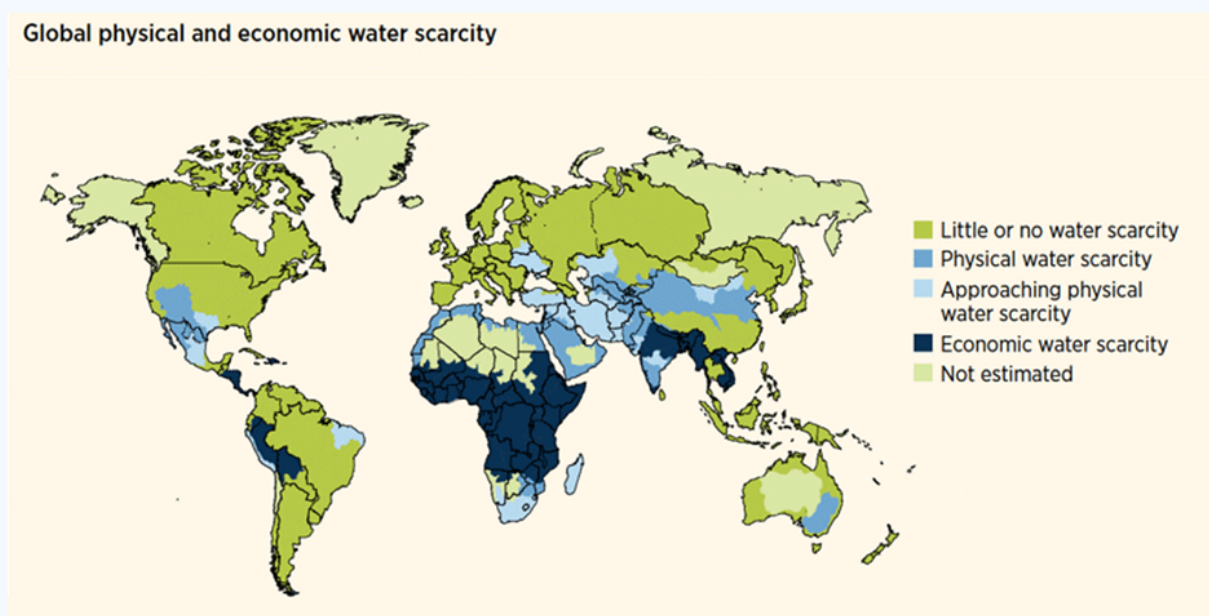 Global physical and economic water scarcity
Little or no water scarcity
Physical water scarcity
Approaching physical
water scarcity
Economic water scarcity
Not estimated